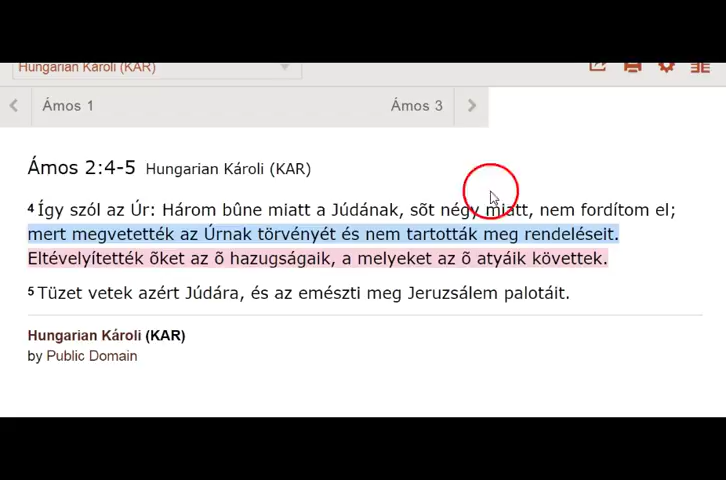 Hungarian Károli (KAR)
Ámos 1
Ámos 3
Ámos 2:4-5 Hungarian Károli (KAR)
4 Így szól az Úr: Három bûne miatt a Júdának, sõt négy miatt, nem fordítom el;
mert megvetették az Úrnak törvényét és nem tartották meg rendeléseit.
Eltévelyítették õket az õ hazugságaik, a melyeket az õ atyáik követtek.
5 Tüzet vetek azért Júdára, és az emészti meg Jeruzsálem palotáit.
Hungarian Károli (KAR)
by Public Domain